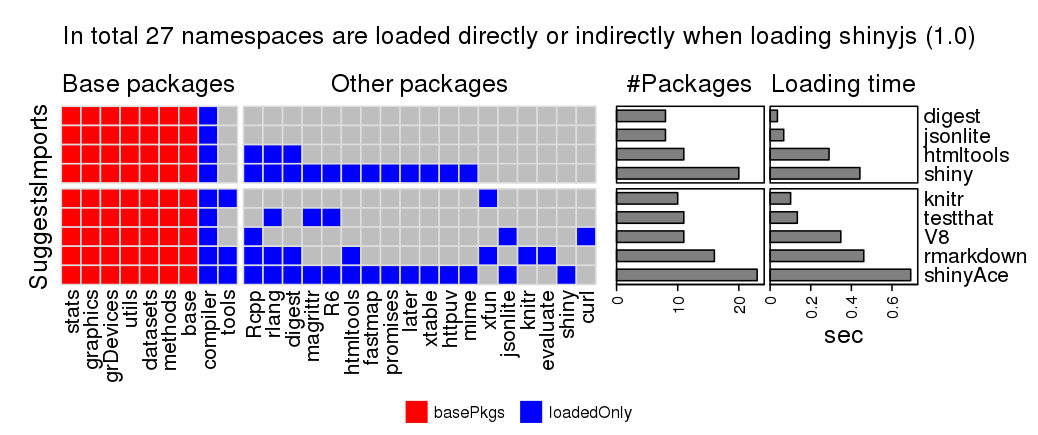 In total 27 namespaces are loaded directly or indirectly when loading shinyjs (1.0)
Base packages
Other packages
#Packages
Loading time
Imports
Suggests
digest
jsonlite
htmltools
shiny
knitr
testthat
V8
rmarkdown
shinyAce
stats
graphics
grDevices
utils
datasets
methods
base
compiler
tools
Rcpp
rlang
digest
magrittr
R6
htmltools
fastmap
promises
later
xtable
httpuv
mime
xfun
jsonlite
knitr
evaluate
shiny
curl
0
10
20
0
0.2
0.4
0.6
sec
basePkgs
loadedOnly